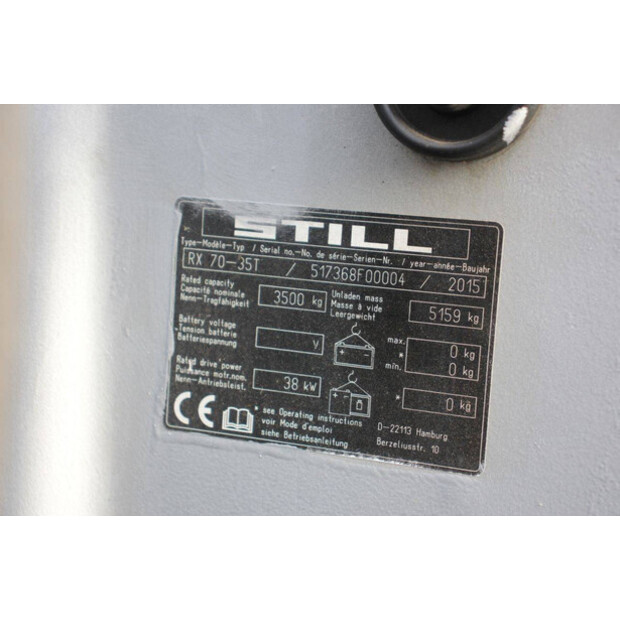 STILL
Type-Modèle-Typ / Serial no.-No. de série-Serien-Nr. / year-année-Baujahr
RX 70-35T / 517368F00004 / 2015
Rated capacity
Capacité nominale
Nenn-Tragfähigkeit
3500 kg
Unladen mass
Masse à vide
Leergewicht
5159 kg
Battery voltage
Tension batterie
Batteriespannung
V
max.
* 0 kg
min. 0 kg
Rated drive power
Puissance motr.nom.
Nenn-Antriebsleist.
38 kW
* 0 kg
CE
* see Operating instructions
voir Mode d'emploi
siehe Betriebsanleitung
D-22113 Hamburg
Berzeliusstr. 10